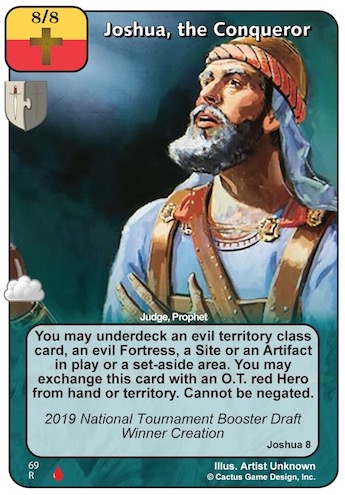 8/8
Joshua, the Conqueror
Judge, Prophet
You may underdeck an evil territory class
card, an evil Fortress, a Site or an Artifact
in play or a set-aside area. You may
exchange this card with an O.T. red Hero
from hand or territory. Cannot be negated.
2019 National Tournament Booster Draft
Winner Creation
Joshua 8
69
R
Illus. Artist Unknown
© Cactus Game Design, Inc.